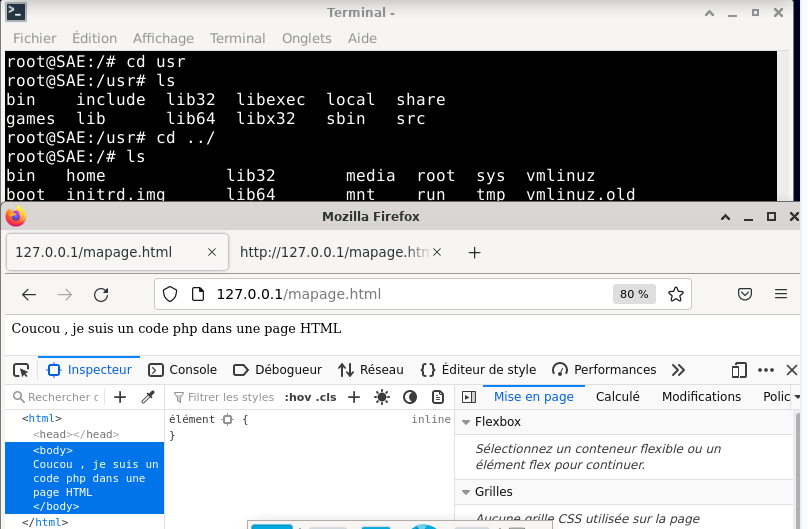 Terminal -
Fichier Édition Affichage Terminal Onglets Aide
root@SAE:/# cd usr
root@SAE:/usr# ls
bin include lib32 libexec local share
games lib lib64 libx32 sbin src
root@SAE:/usr# cd ../
root@SAE:/# ls
bin home lib32 media root sys vmlinuz
boot initrd.img lib64 mnt run tmp vmlinuz.old
Mozilla Firefox
127.0.0.1/mapage.html http://127.0.0.1/mapage.htm
127.0.0.1/mapage.html 80 %
Coucou , je suis un code php dans une page HTML
Inspecteur Console Débogueur Réseau Éditeur de style Performances
Rechercher Filtrer les styles :hov .cls Mise en page Calculé Modifications Polic
<html>
<head></head>
<body>
Coucou , je suis un
code php dans une
page HTML
</body>
</html>
élément { inline
}
Flexbox
Sélectionnez un conteneur flexible ou un
élément flex pour continuer.
Grilles
Aucune grille CSS utilisée sur la page